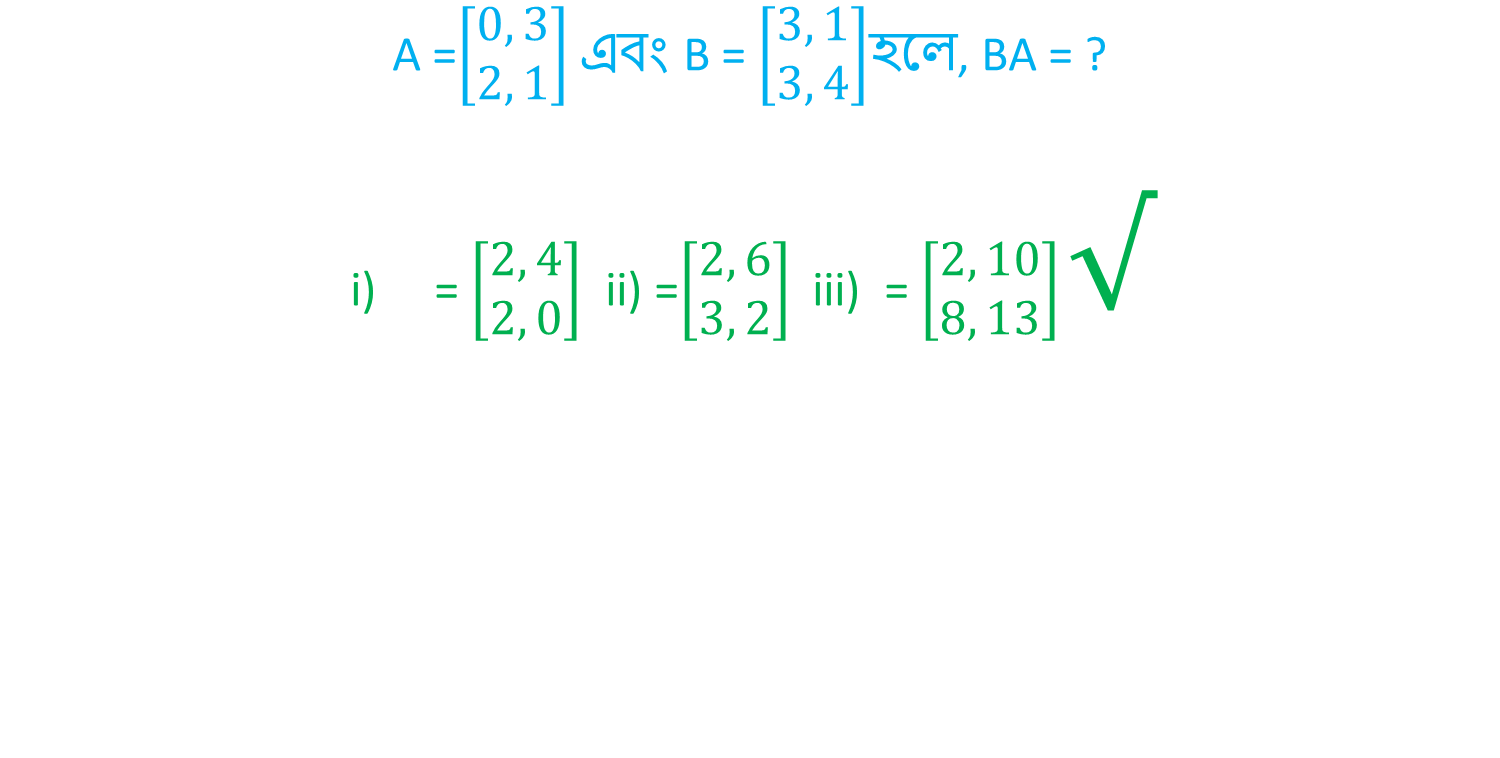 A = [0, 3 2, 1] এবং B = [3, 1 3, 4] হলে, BA = ?
i) = [2, 4 2, 0] ii) = [2, 6 3, 2] iii) = [2, 10 8, 13] √